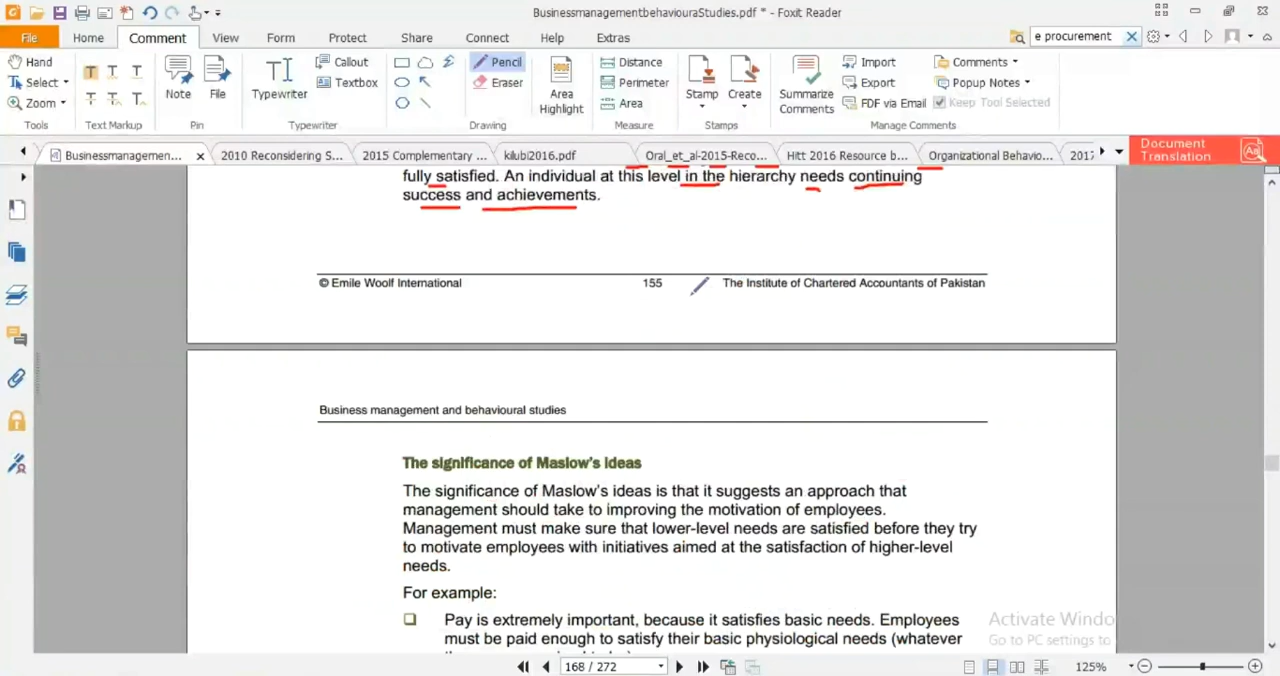 BusinessmanagementbehaviouraStudies.pdf * - Foxit Reader
File Home Comment View Form Protect Share Connect Help Extras
e procurement
Hand
Select
Zoom
Tools
Text Markup
Note
File
Pin
Typewriter
Callout
Textbox
Typewriter
Pencil
Eraser
Drawing
Area
Highlight
Distance
Perimeter
Area
Measure
Stamp
Create
Stamps
Summarize
Comments
Import
Export
FDF via Email
Comments
Popup Notes
Keep Tool Selected
Manage Comments
Businessmanagemen...
2010 Reconsidering S...
2015 Complementary ...
kilubi2016.pdf
Oral_et_al-2015-Reco...
Hitt 2016 Resource b...
Organizational Behavio...
2017
Document
Translation
fully satisfied. An individual at this level in the hierarchy needs continuing
success and achievements.
© Emile Woolf International 155 The Institute of Chartered Accountants of Pakistan
Business management and behavioural studies
The significance of Maslow's ideas
The significance of Maslow's ideas is that it suggests an approach that
management should take to improving the motivation of employees.
Management must make sure that lower-level needs are satisfied before they try
to motivate employees with initiatives aimed at the satisfaction of higher-level
needs.
For example:
Pay is extremely important, because it satisfies basic needs. Employees
must be paid enough to satisfy their basic physiological needs (whatever
Activate Windo
Go to PC settings to
168 / 272
125%